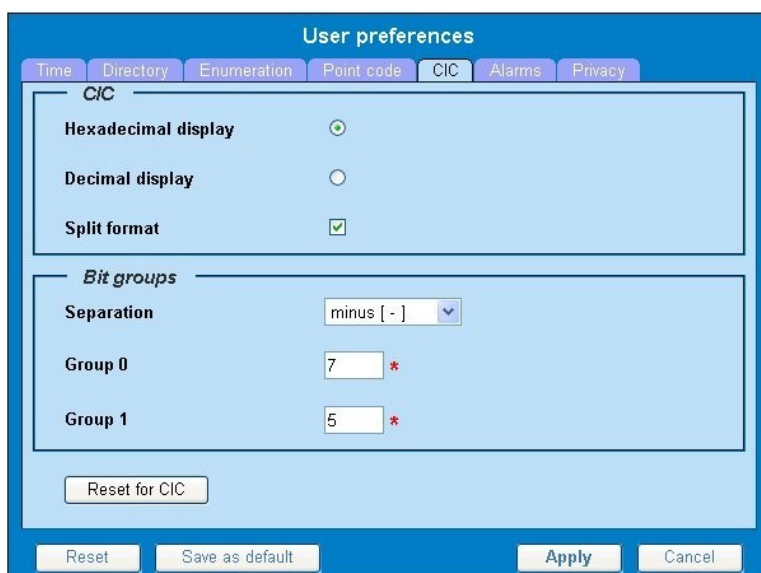 User preferences
Time Directory Enumeration Point code CIC Alarms Privacy
CIC
Hexadecimal display
Decimal display
Split format
Bit groups
Separation minus [ - ]
Group 0 7 *
Group 1 5 *
Reset for CIC
Reset Save as default Apply Cancel